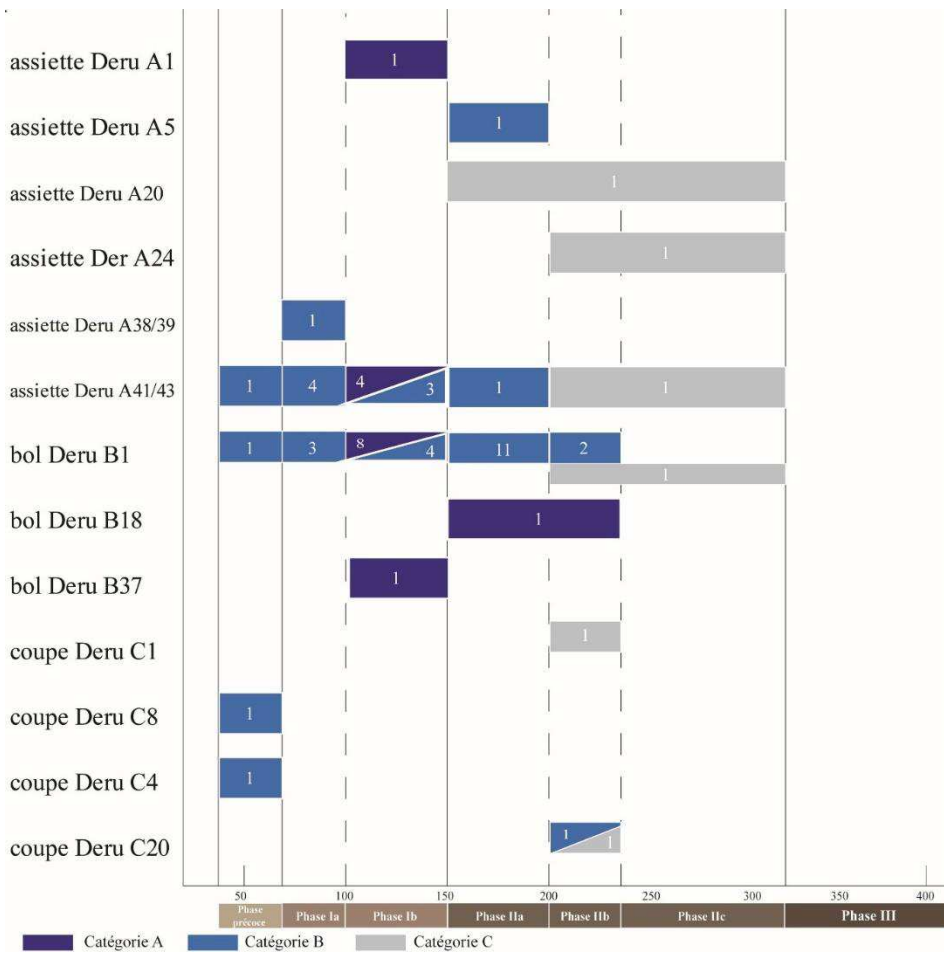 assiette Deru A1 1
assiette Deru A5 1
assiette Deru A20 1
assiette Der A24 1
assiette Deru A38/39 1
assiette Deru A41/43 1 4 4 3 1 1
bol Deru B1 1 3 8 4 11 2
1
bol Deru B18 1
bol Deru B37 1
coupe Deru C1 1
coupe Deru C8 1
coupe Deru C4 1
coupe Deru C20 1 1
50 100 150 200 250 300 350 400
Phase précoce Phase Ia Phase Ib Phase IIa Phase IIb Phase IIc Phase III
Catégorie A Catégorie B Catégorie C